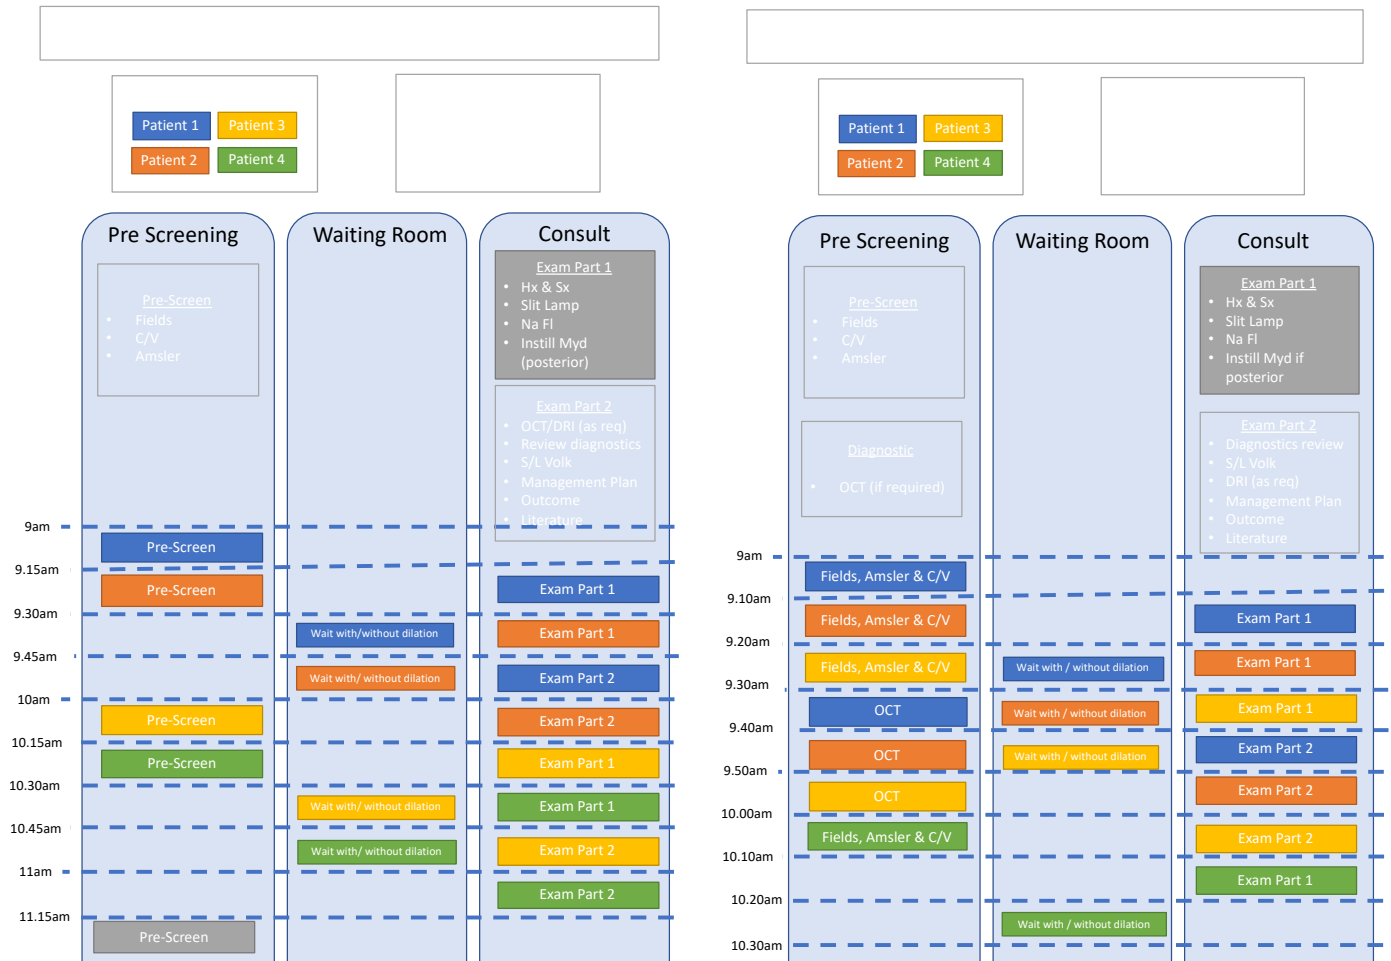 Patient 1
Patient 3
Patient 2
Patient 4
Pre Screening
Waiting Room
Consult
Pre-Screen
• Fields
• C/V
• Amsler
Exam Part 1
• Hx & Sx
• Slit Lamp
• Na Fl
• Instill Myd
(posterior)
Exam Part 2
• OCT/DRI (as req)
• Review diagnostics
• S/L Volk
• Management Plan
• Outcome
• Literature
9am
Pre-Screen
9.15am
Pre-Screen
Exam Part 1
9.30am
Wait with/without dilation
Exam Part 1
9.45am
Wait with/without dilation
Exam Part 2
10am
Pre-Screen
Exam Part 2
10.15am
Pre-Screen
Exam Part 1
10.30am
Wait with/without dilation
Exam Part 1
10.45am
Wait with/without dilation
Exam Part 2
11am
Exam Part 2
11.15am
Pre-Screen
Patient 1
Patient 3
Patient 2
Patient 4
Pre Screening
Waiting Room
Consult
Pre-Screen
• Fields
• C/V
• Amsler
Diagnostic
• OCT (if required)
Exam Part 1
• Hx & Sx
• Slit Lamp
• Na Fl
• Instill Myd if
posterior
Exam Part 2
• Diagnostics review
• S/L Volk
• DRI (as req)
• Management Plan
• Outcome
• Literature
9am
Fields, Amsler & C/V
9.10am
Fields, Amsler & C/V
Exam Part 1
9.20am
Fields, Amsler & C/V
Wait with / without dilation
Exam Part 1
9.30am
OCT
Wait with / without dilation
Exam Part 1
9.40am
OCT
Wait with / without dilation
Exam Part 2
9.50am
OCT
Exam Part 2
10.00am
Fields, Amsler & C/V
Exam Part 2
10.10am
Exam Part 1
10.20am
Wait with / without dilation
10.30am